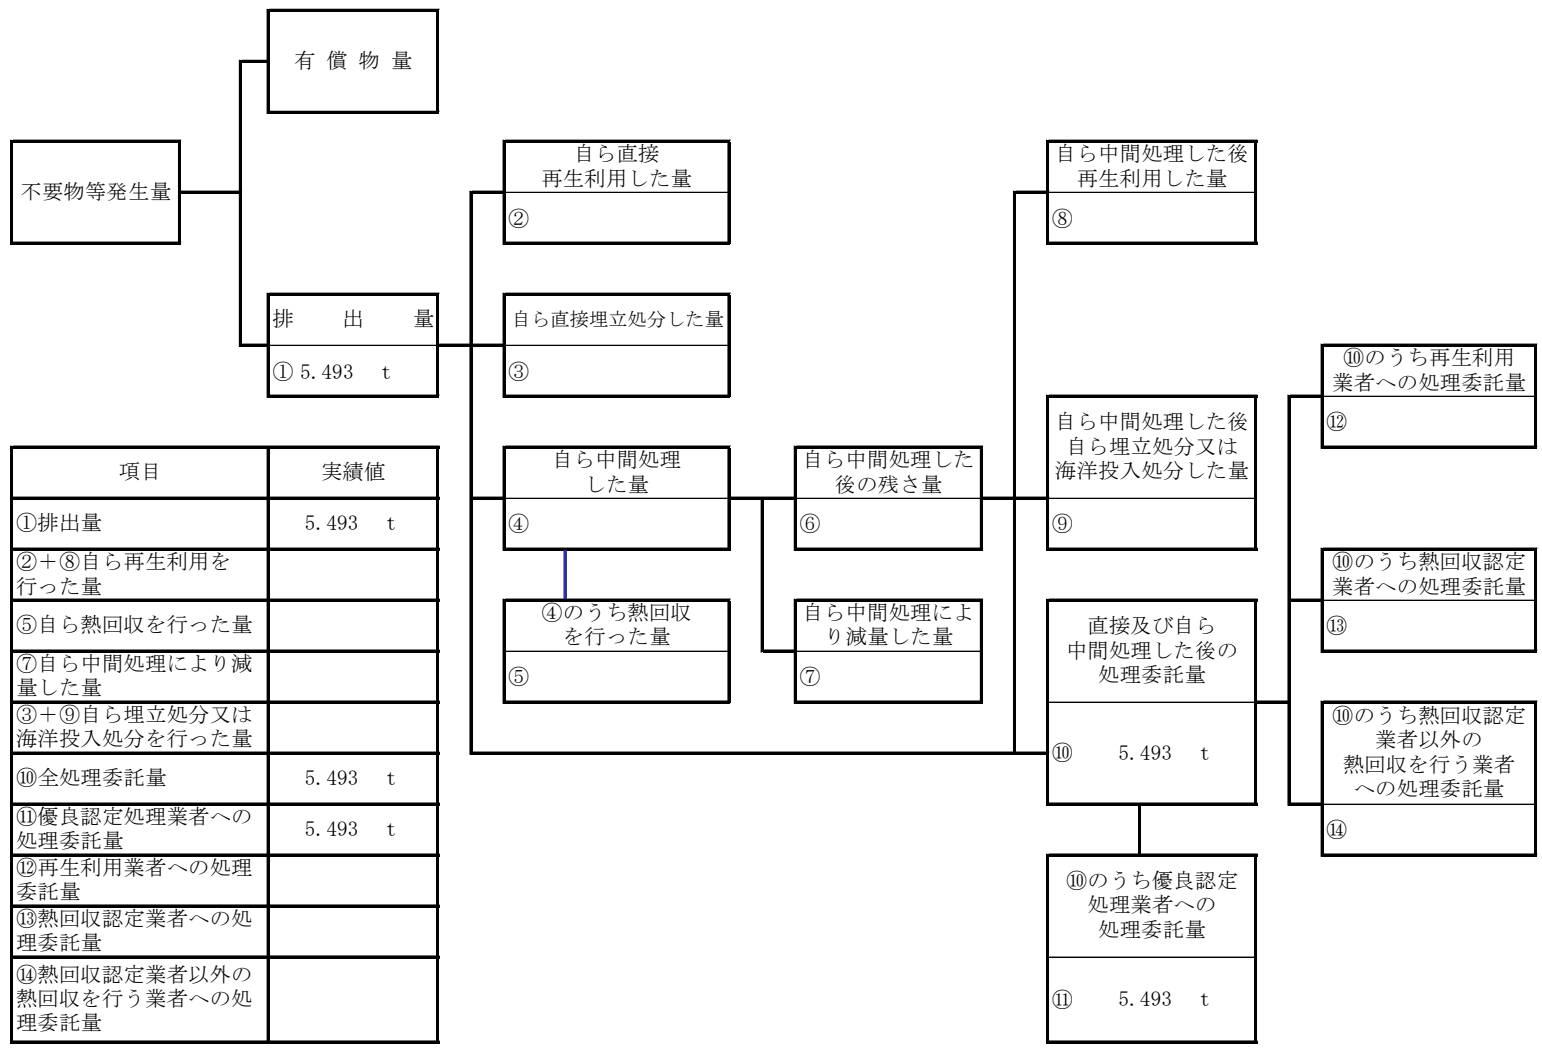 有 償 物 量
不要物等発生量
自ら直接
再生利用した量
②
自ら中間処理した後
再生利用した量
⑧
排 出 量
① 5.493 t
自ら直接埋立処分した量
③
⑩のうち再生利用
業者への処理委託量
⑫
自ら中間処理
した量
④
自ら中間処理した
後の残さ量
⑥
自ら中間処理した後
自ら埋立処分又は
海洋投入処分した量
⑨
④のうち熱回収
を行った量
⑤
自ら中間処理によ
り減量した量
⑦
直接及び自ら
中間処理した後の
処理委託量
⑩ 5.493 t
⑩のうち熱回収認定
業者への処理委託量
⑬
⑩のうち熱回収認定
業者以外の
熱回収を行う業者
への処理委託量
⑭
⑩のうち優良認定
処理業者への
処理委託量
⑪ 5.493 t
項目 実績値
①排出量 5.493 t
②＋⑧自ら再生利用を
行った量
⑤自ら熱回収を行った量
⑦自ら中間処理により減
量した量
③＋⑨自ら埋立処分又は
海洋投入処分を行った量
⑩全処理委託量 5.493 t
⑪優良認定処理業者への
処理委託量 5.493 t
⑫再生利用業者への処理
委託量
⑬熱回収認定業者への処
理委託量
⑭熱回収認定業者以外の
熱回収を行う業者への処
理委託量